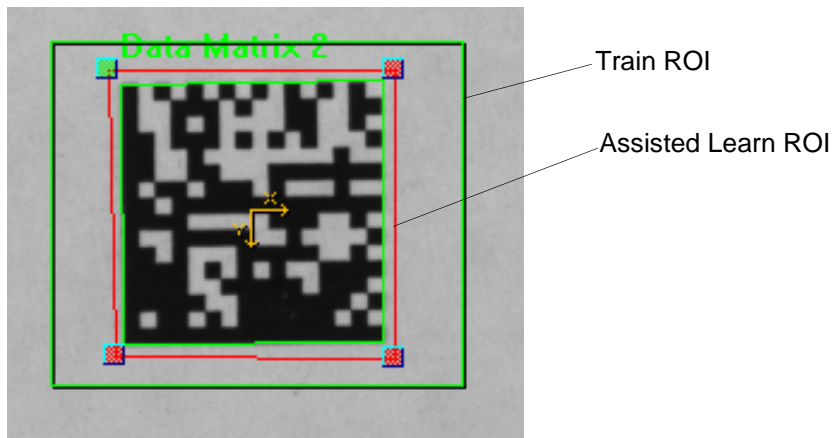 Data Matrix 2
Train ROI
Assisted Learn ROI
X
Y